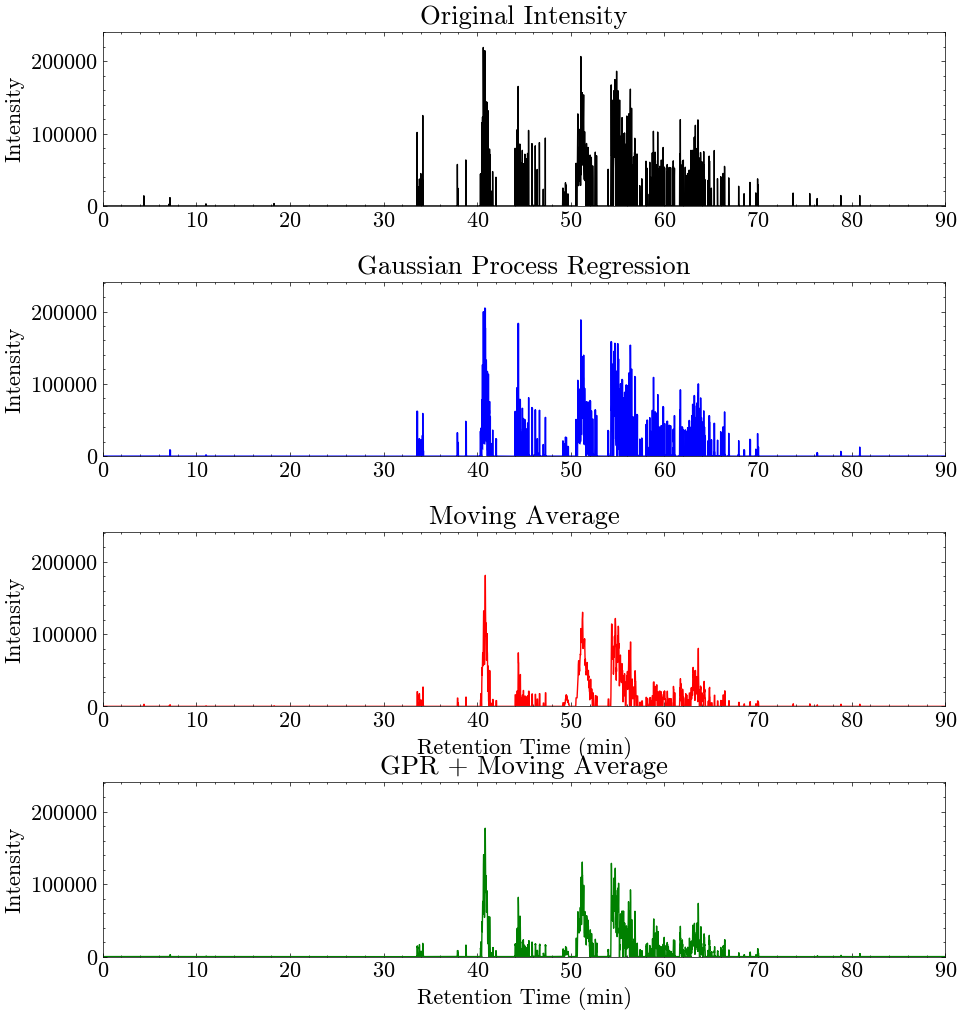 Original Intensity
Intensity
200000
100000
0
0 10 20 30 40 50 60 70 80 90
Gaussian Process Regression
Intensity
200000
100000
0
0 10 20 30 40 50 60 70 80 90
Moving Average
Intensity
200000
100000
0
0 10 20 30 40 50 60 70 80 90
Retention Time (min)
GPR + Moving Average
Intensity
200000
100000
0
0 10 20 30 40 50 60 70 80 90
Retention Time (min)